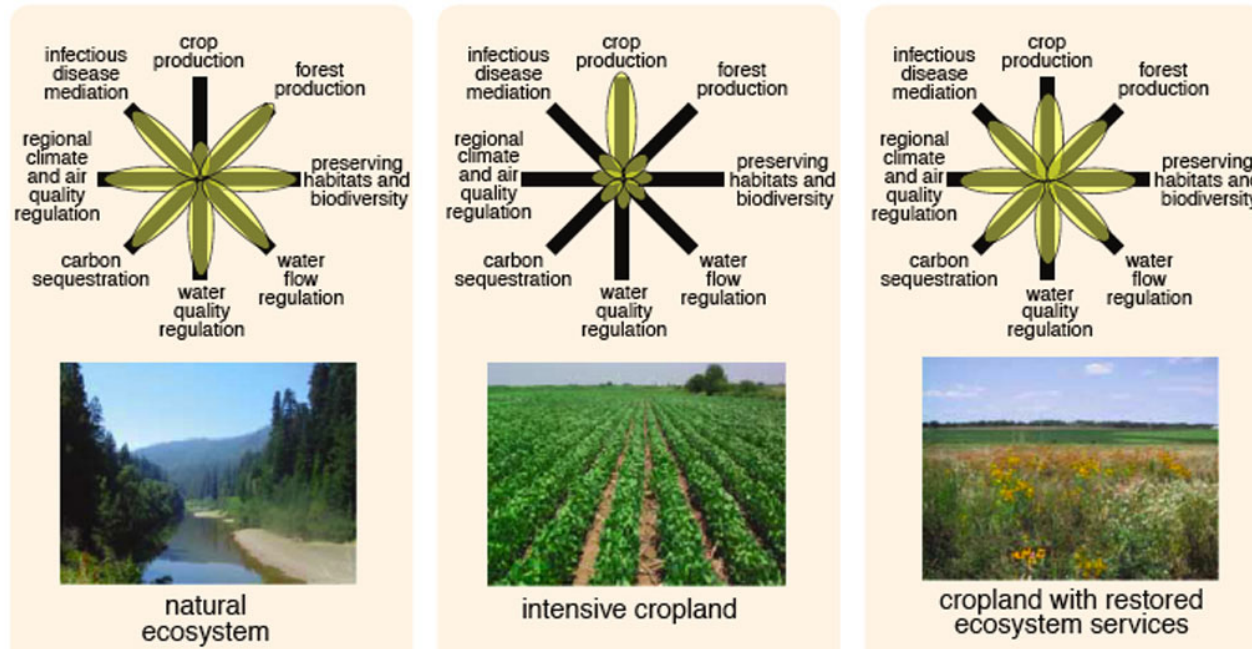 crop
production
infectious
disease
mediation
forest
production
regional
climate
and air
quality
regulation
preserving
habitats and
biodiversity
carbon
sequestration
water
quality
regulation
water
flow
regulation
natural
ecosystem
crop
production
infectious
disease
mediation
forest
production
regional
climate
and air
quality
regulation
preserving
habitats and
biodiversity
carbon
sequestration
water
quality
regulation
water
flow
regulation
intensive cropland
crop
production
infectious
disease
mediation
forest
production
regional
climate
and air
quality
regulation
preserving
habitats and
biodiversity
carbon
sequestration
water
quality
regulation
water
flow
regulation
cropland with restored
ecosystem services